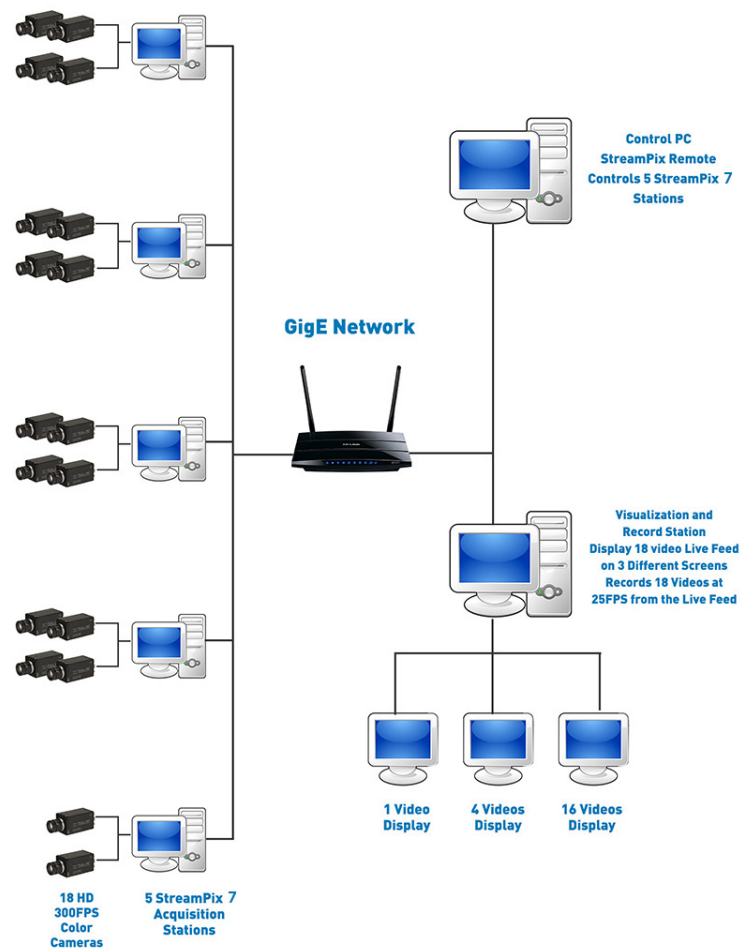 Control PC
StreamPix Remote
Controls 5 StreamPix 7
Stations
GigE Network
TP-LINK
Visualization and
Record Station
Display 18 video Live Feed
on 3 Different Screens
Records 18 Videos at
25FPS from the Live Feed
1 Video
Display
4 Videos
Display
16 Videos
Display
18 HD
300FPS
Color
Cameras
5 StreamPix 7
Acquisition
Stations